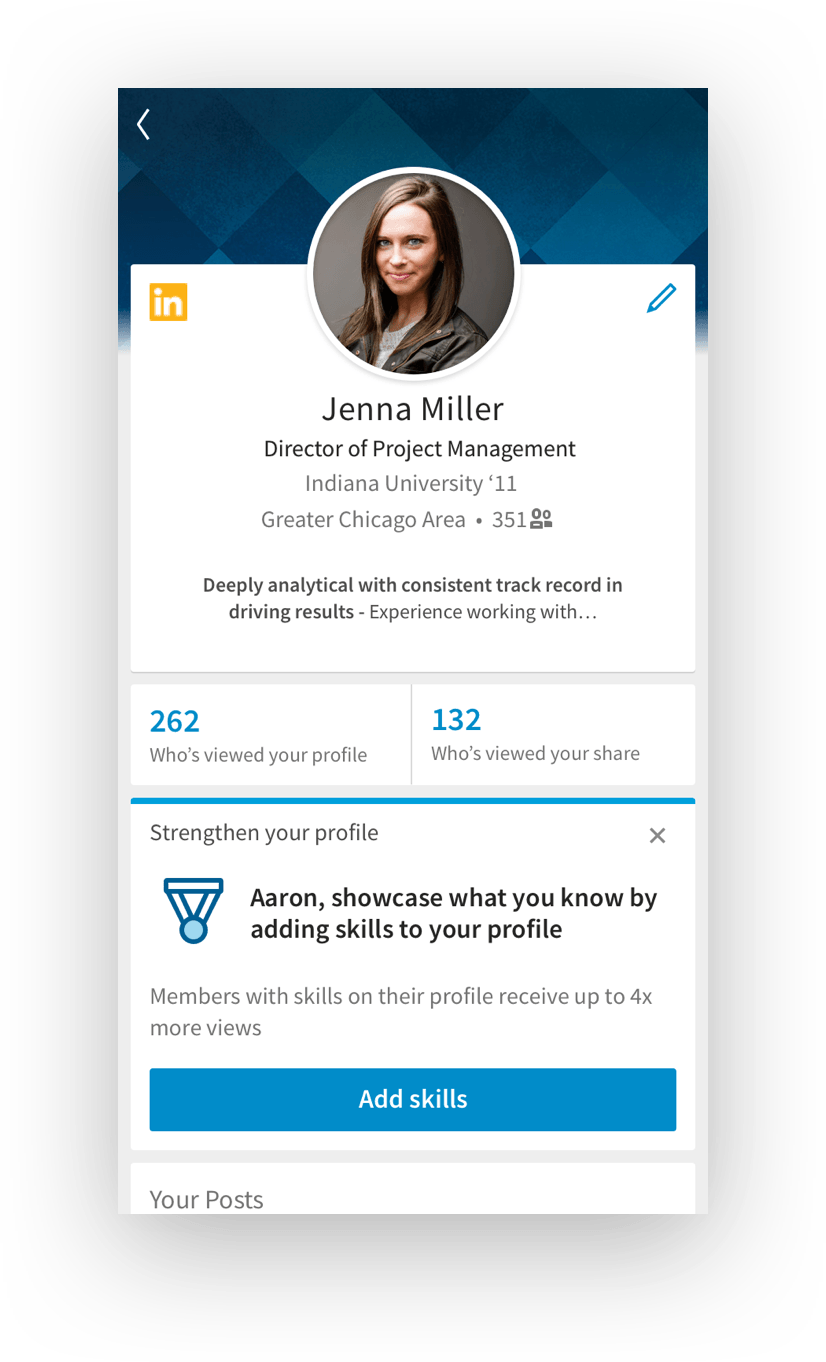 in
Jenna Miller
Director of Project Management
Indiana University ‘11
Greater Chicago Area • 351
Deeply analytical with consistent track record in
driving results - Experience working with…
262
Who’s viewed your profile
132
Who’s viewed your share
Strengthen your profile
Aaron, showcase what you know by
adding skills to your profile
Members with skills on their profile receive up to 4x
more views
Add skills
Your Posts